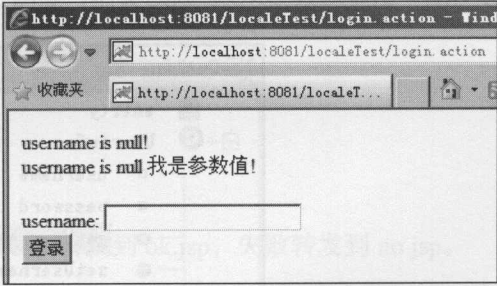 http://localhost:8081/localeTest/login.action - Wind
http://localhost:8081/localeTest/login.action
收藏夹
http://localhost:8081/localeT...
username is null!
username is null 我是参数值!
username:
登录